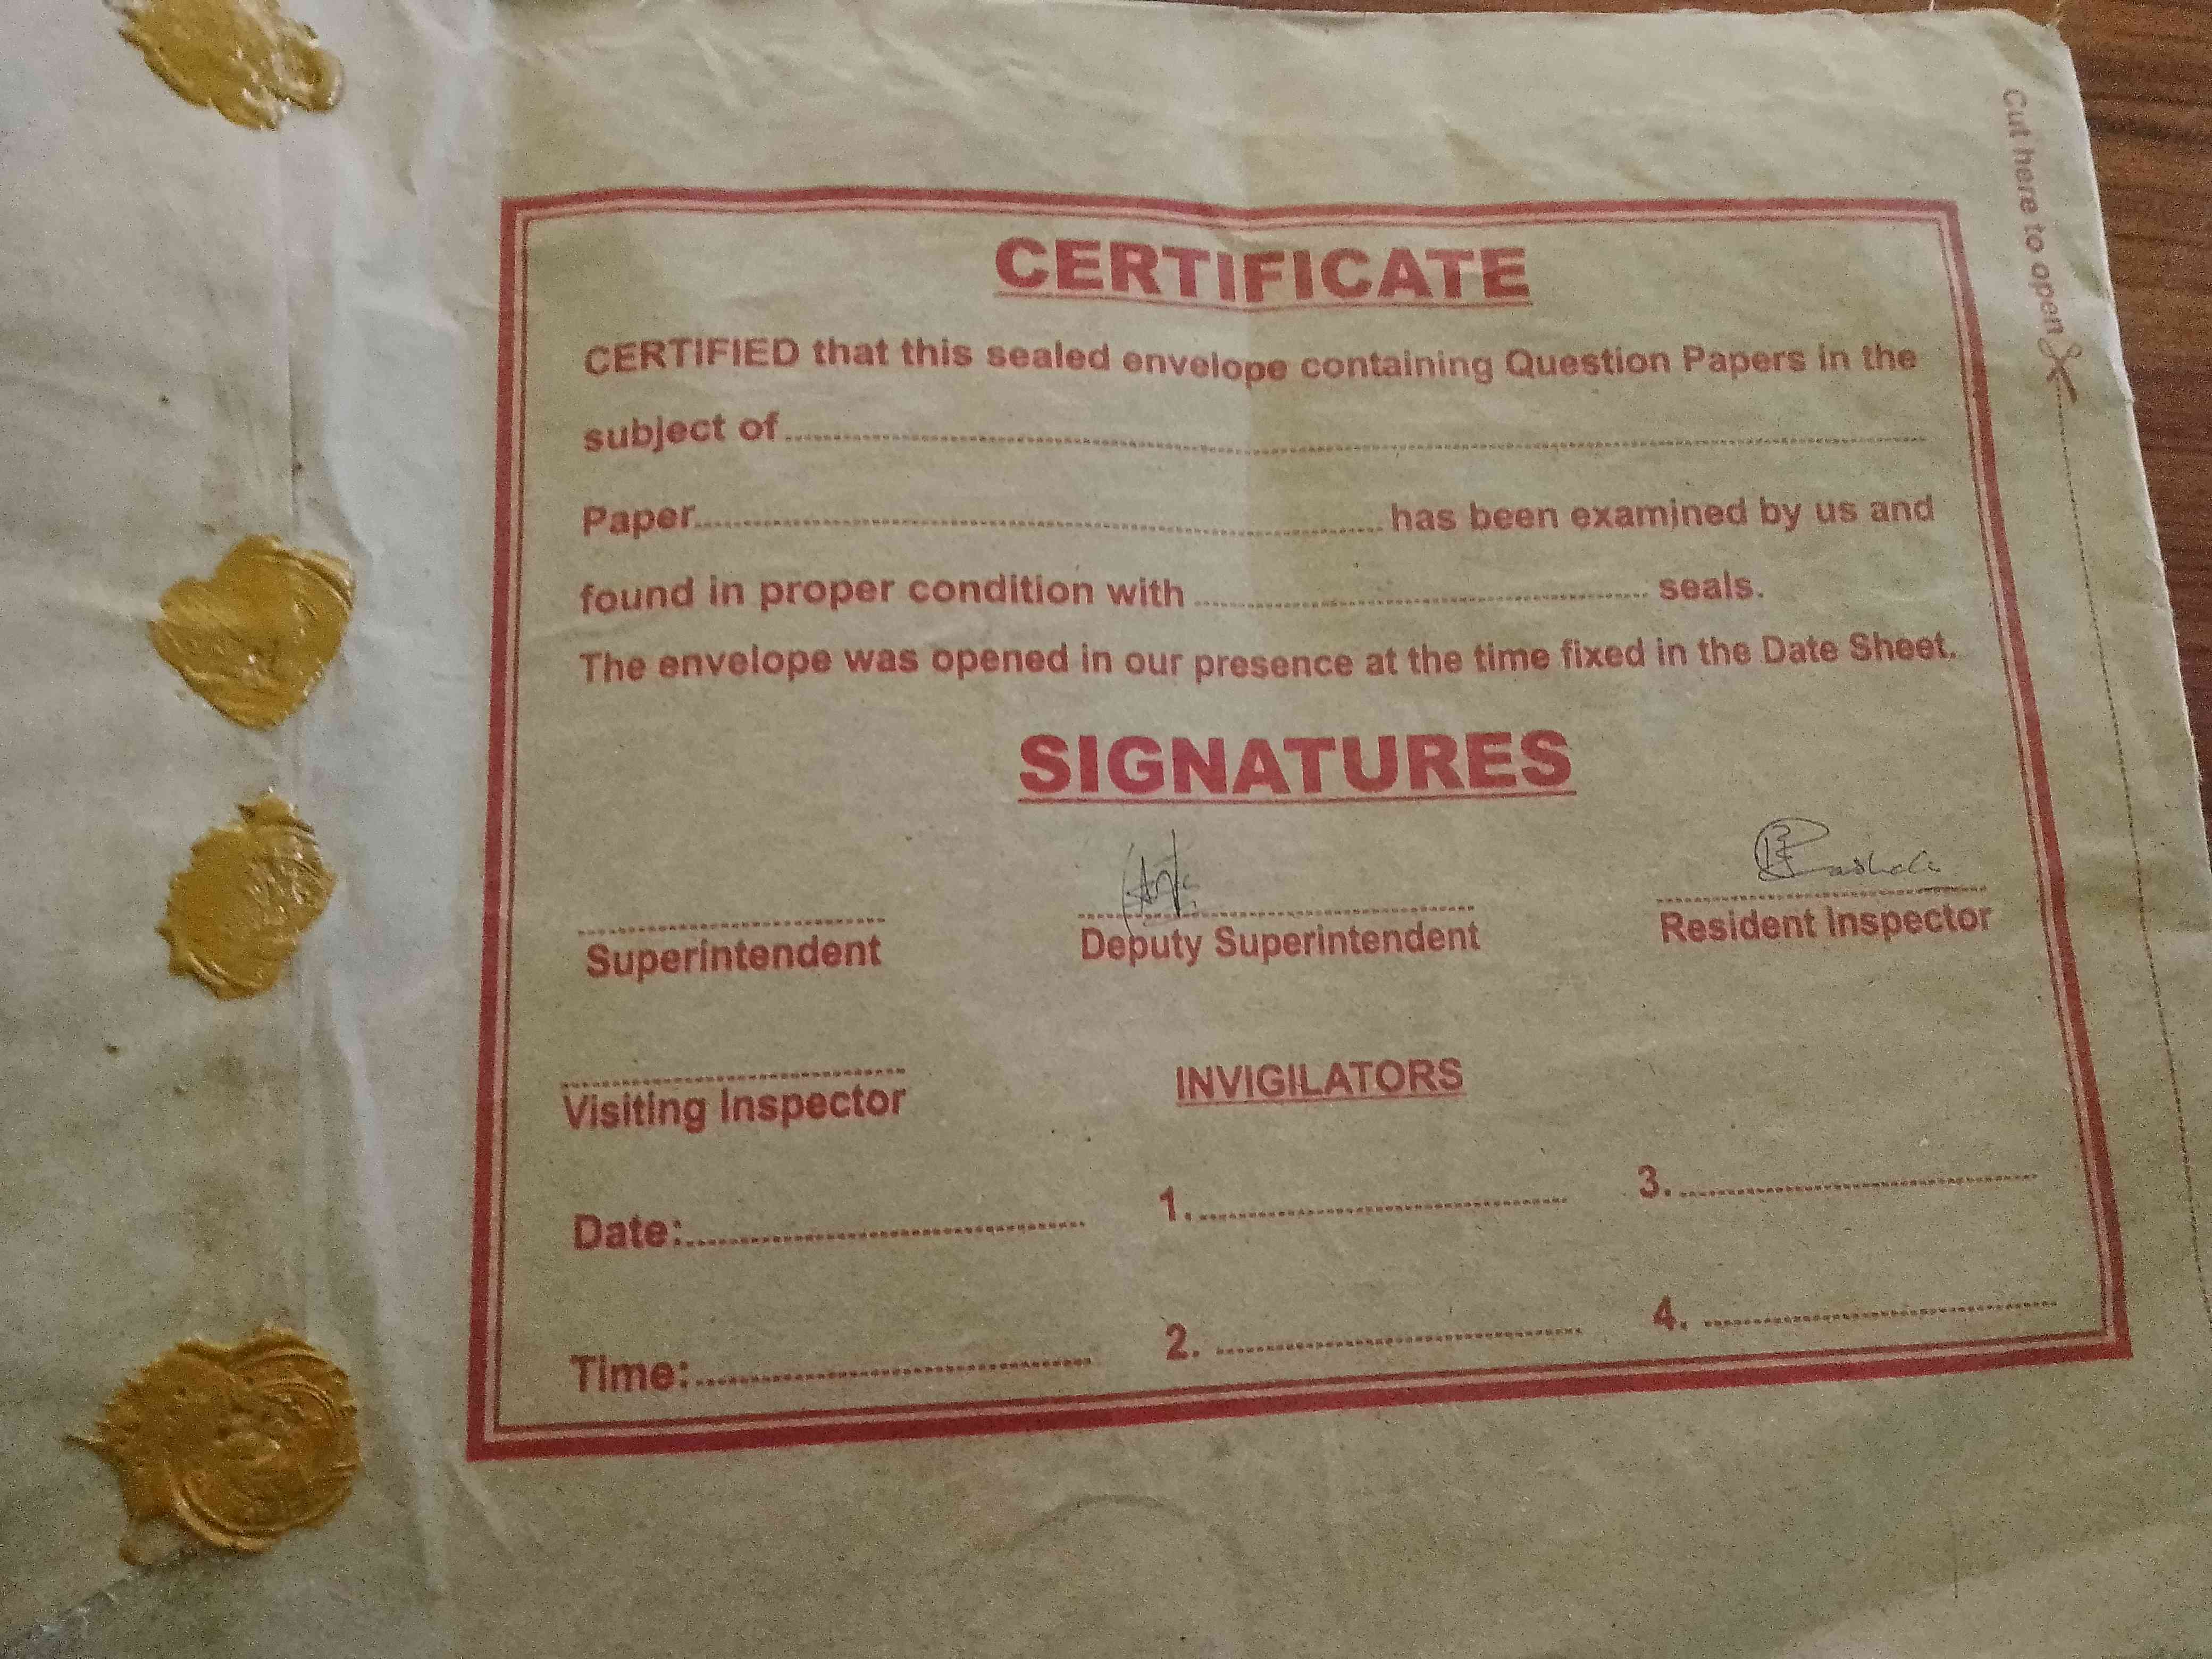 Cut here to open
CERTIFICATE
CERTIFIED that this sealed envelope containing Question Papers in the
subject of
Paper has been examined by us and
found in proper condition with seals.
The envelope was opened in our presence at the time fixed in the Date Sheet.
SIGNATURES
Superintendent Deputy Superintendent Resident Inspector
Visiting Inspector INVIGILATORS
Date: 1. 3.
Time: 2. 4.